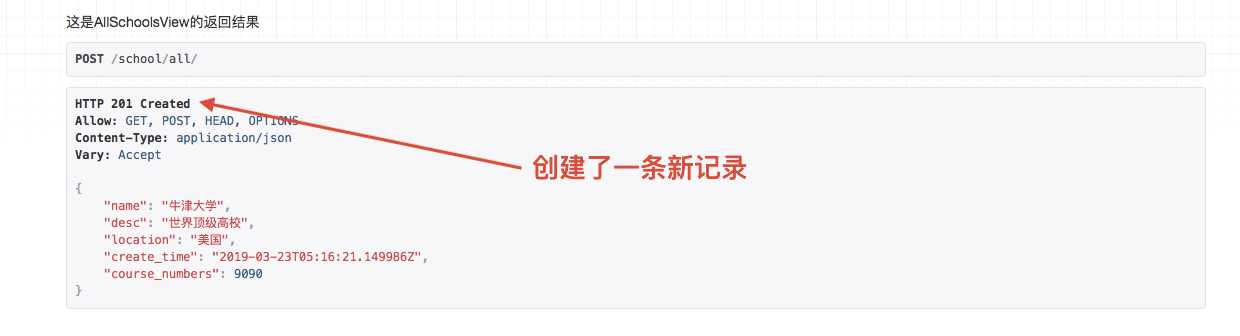 这是AllSchoolsView的返回结果
POST /school/all/
HTTP 201 Created
Allow: GET, POST, HEAD, OPTIONS
Content-Type: application/json
Vary: Accept
创建了一条新记录
{
    "name": "牛津大学",
    "desc": "世界顶级高校",
    "location": "美国",
    "create_time": "2019-03-23T05:16:21.149986Z",
    "course_numbers": 9090
}